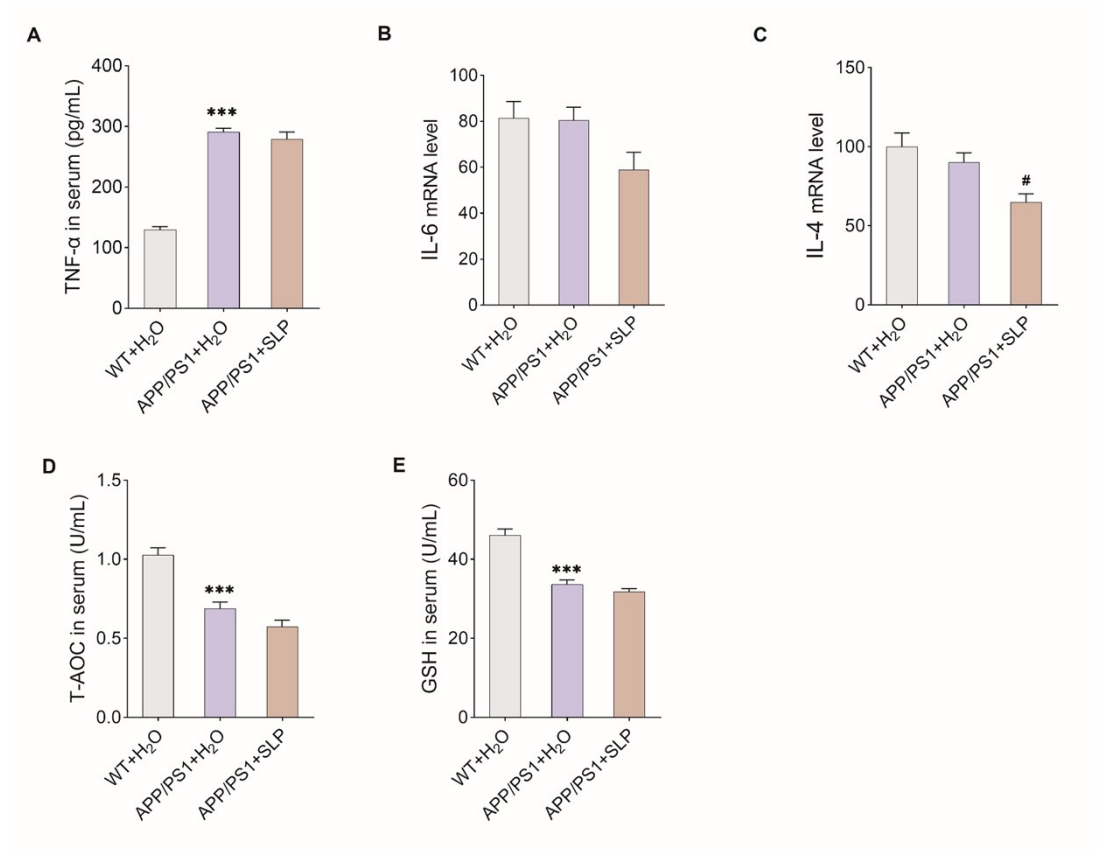 A
TNF-α in serum (pg/mL)
400
300
200
100
0
***
WT+H₂O
APP/PS1+H₂O
APP/PS1+SLP
B
IL-6 mRNA level
100
80
60
40
20
0
WT+H₂O
APP/PS1+H₂O
APP/PS1+SLP
C
IL-4 mRNA level
150
100
50
0
#
WT+H₂O
APP/PS1+H₂O
APP/PS1+SLP
D
T-AOC in serum (U/mL)
1.5
1.0
0.5
0.0
***
WT+H₂O
APP/PS1+H₂O
APP/PS1+SLP
E
GSH in serum (U/mL)
60
40
20
0
***
WT+H₂O
APP/PS1+H₂O
APP/PS1+SLP